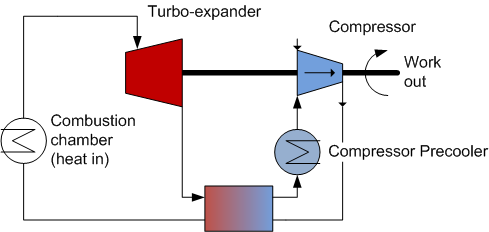 Turbo-expander
Compressor
Work
out
Combustion
chamber
(heat in)
Compressor Precooler